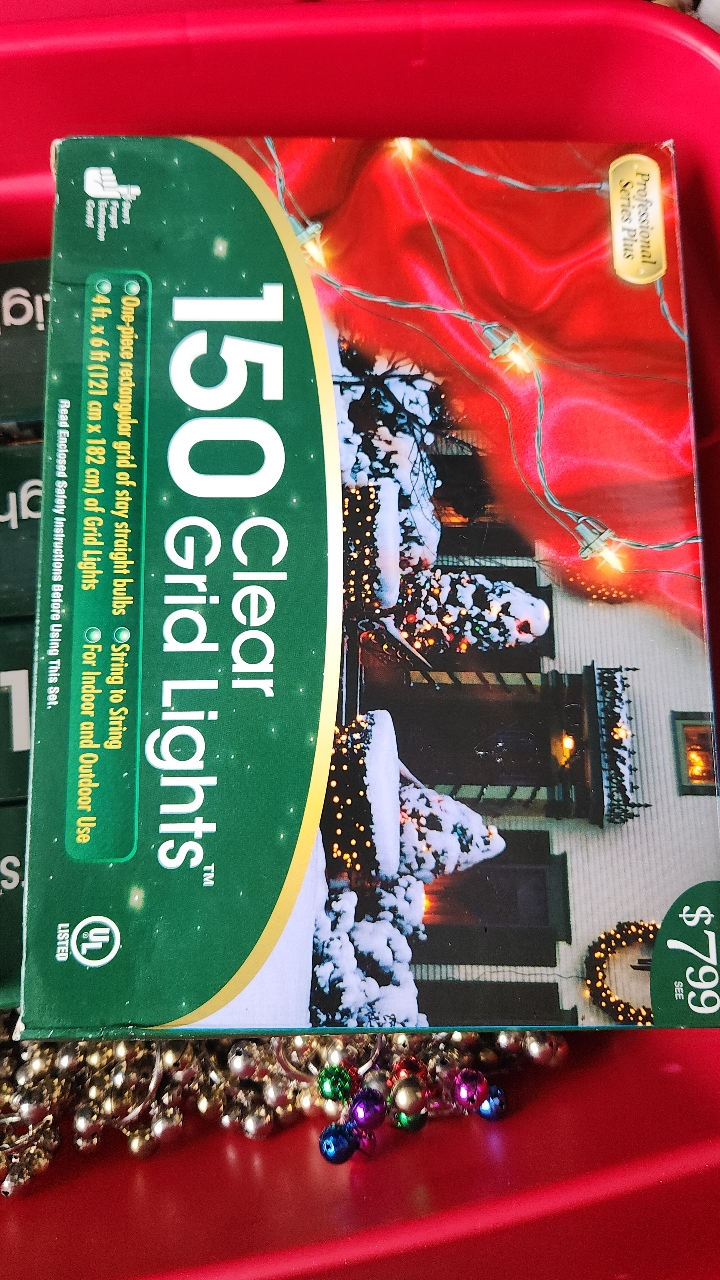 Professional
Series Plus
150 Clear
Grid Lights™
One-piece rectangular grid of stay straight bulbs
String to String
4 ft. x 6 ft (121 cm x 182 cm) of Grid Lights
For Indoor and Outdoor Use
Read Enclosed Safety Instructions Before Using This Set.
UL
LISTED
$799
SEE